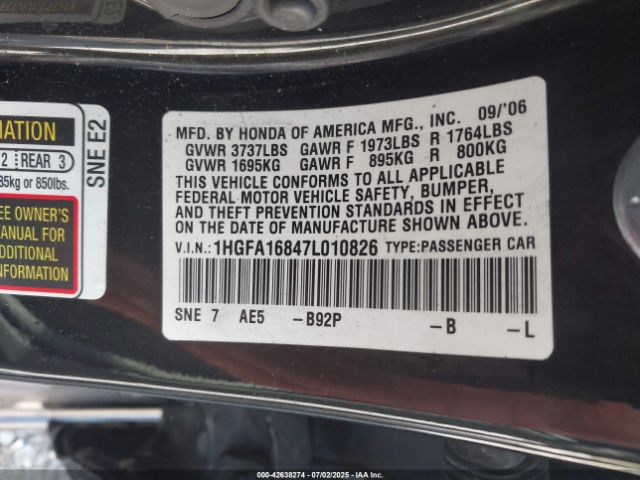 MFD. BY HONDA OF AMERICA MFG., INC. 09/'06
GVWR 3737LBS GAWR F 1973LBS R 1764LBS
GVWR 1695KG GAWR F 895KG R 800KG
THIS VEHICLE CONFORMS TO ALL APPLICABLE
FEDERAL MOTOR VEHICLE SAFETY, BUMPER,
AND THEFT PREVENTION STANDARDS IN EFFECT
ON THE DATE OF MANUFACTURE SHOWN ABOVE.
V.I.N.: 1HGFA16847L010826 TYPE:PASSENGER CAR
SNE 7 AE5 -B92P -B -L
MATION
2 REAR 3
85kg or 850lbs.
EE OWNER'S
MANUAL FOR
ADDITIONAL
INFORMATION
SNE E2
000-42638274 - 07/02/2025 - IAA Inc.